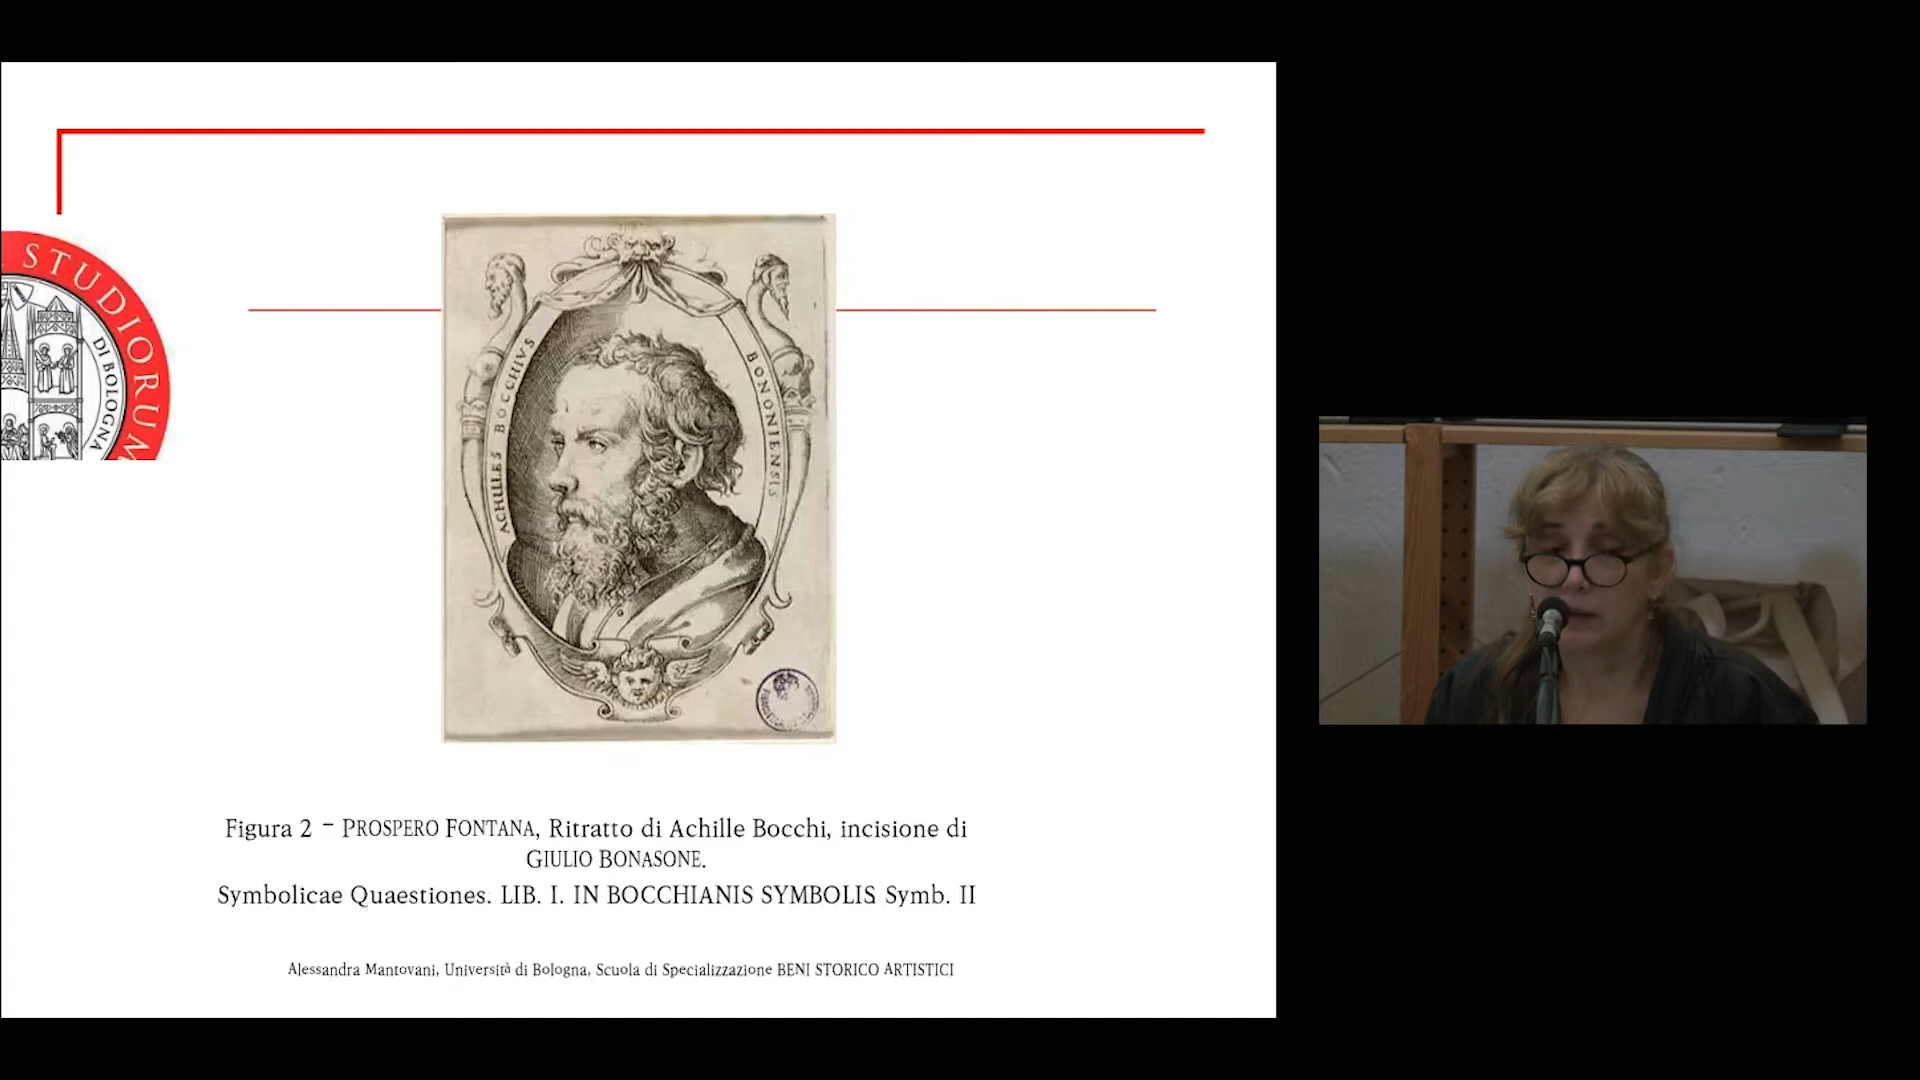 STUDIORUM
DI BOLOGNA
ACHILLES BOCCHIVS
BONONIENSIS
Figura 2 – PROSPERO FONTANA, Ritratto di Achille Bocchi, incisione di
GIULIO BONASONE.
Symbolicae Quaestiones. LIB. I. IN BOCCHIANIS SYMBOLIS Symb. II
Alessandra Mantovani, Università di Bologna, Scuola di Specializzazione BENI STORICO ARTISTICI